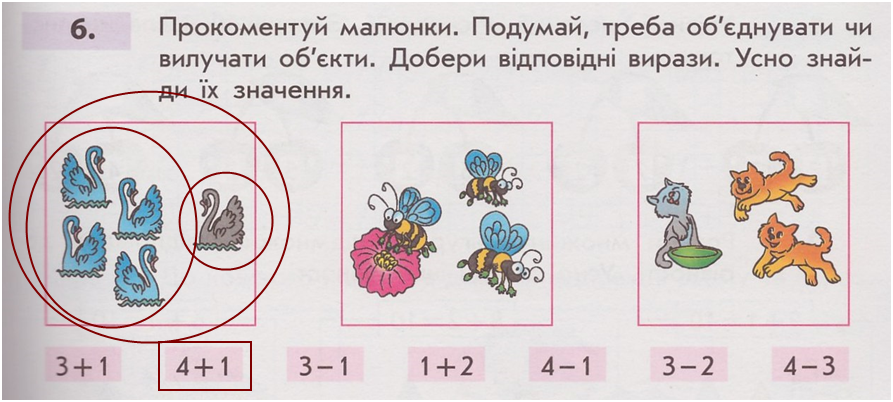 6. Прокоментуй малюнки. Подумай, треба об’єднувати чи
вилучати об’єкти. Добери відповідні вирази. Усно знай-
ди їх значення.
3+1 4+1 3−1 1+2 4−1 3−2 4−3